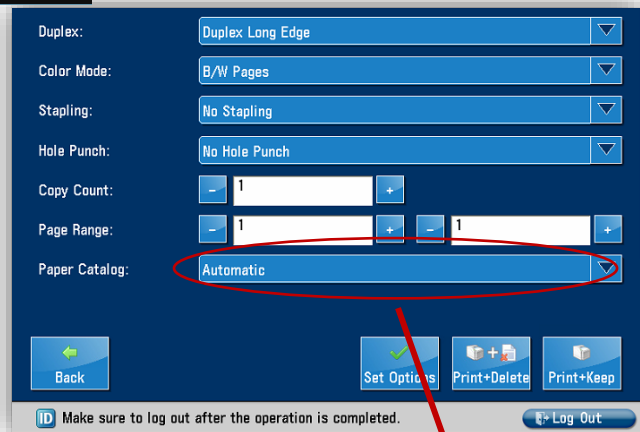 Duplex: Duplex Long Edge
Color Mode: B/W Pages
Stapling: No Stapling
Hole Punch: No Hole Punch
Copy Count: - 1 +
Page Range: - 1 + - 1 +
Paper Catalog: Automatic
Back Set Options Print+Delete Print+Keep
ID Make sure to log out after the operation is completed. Log Out